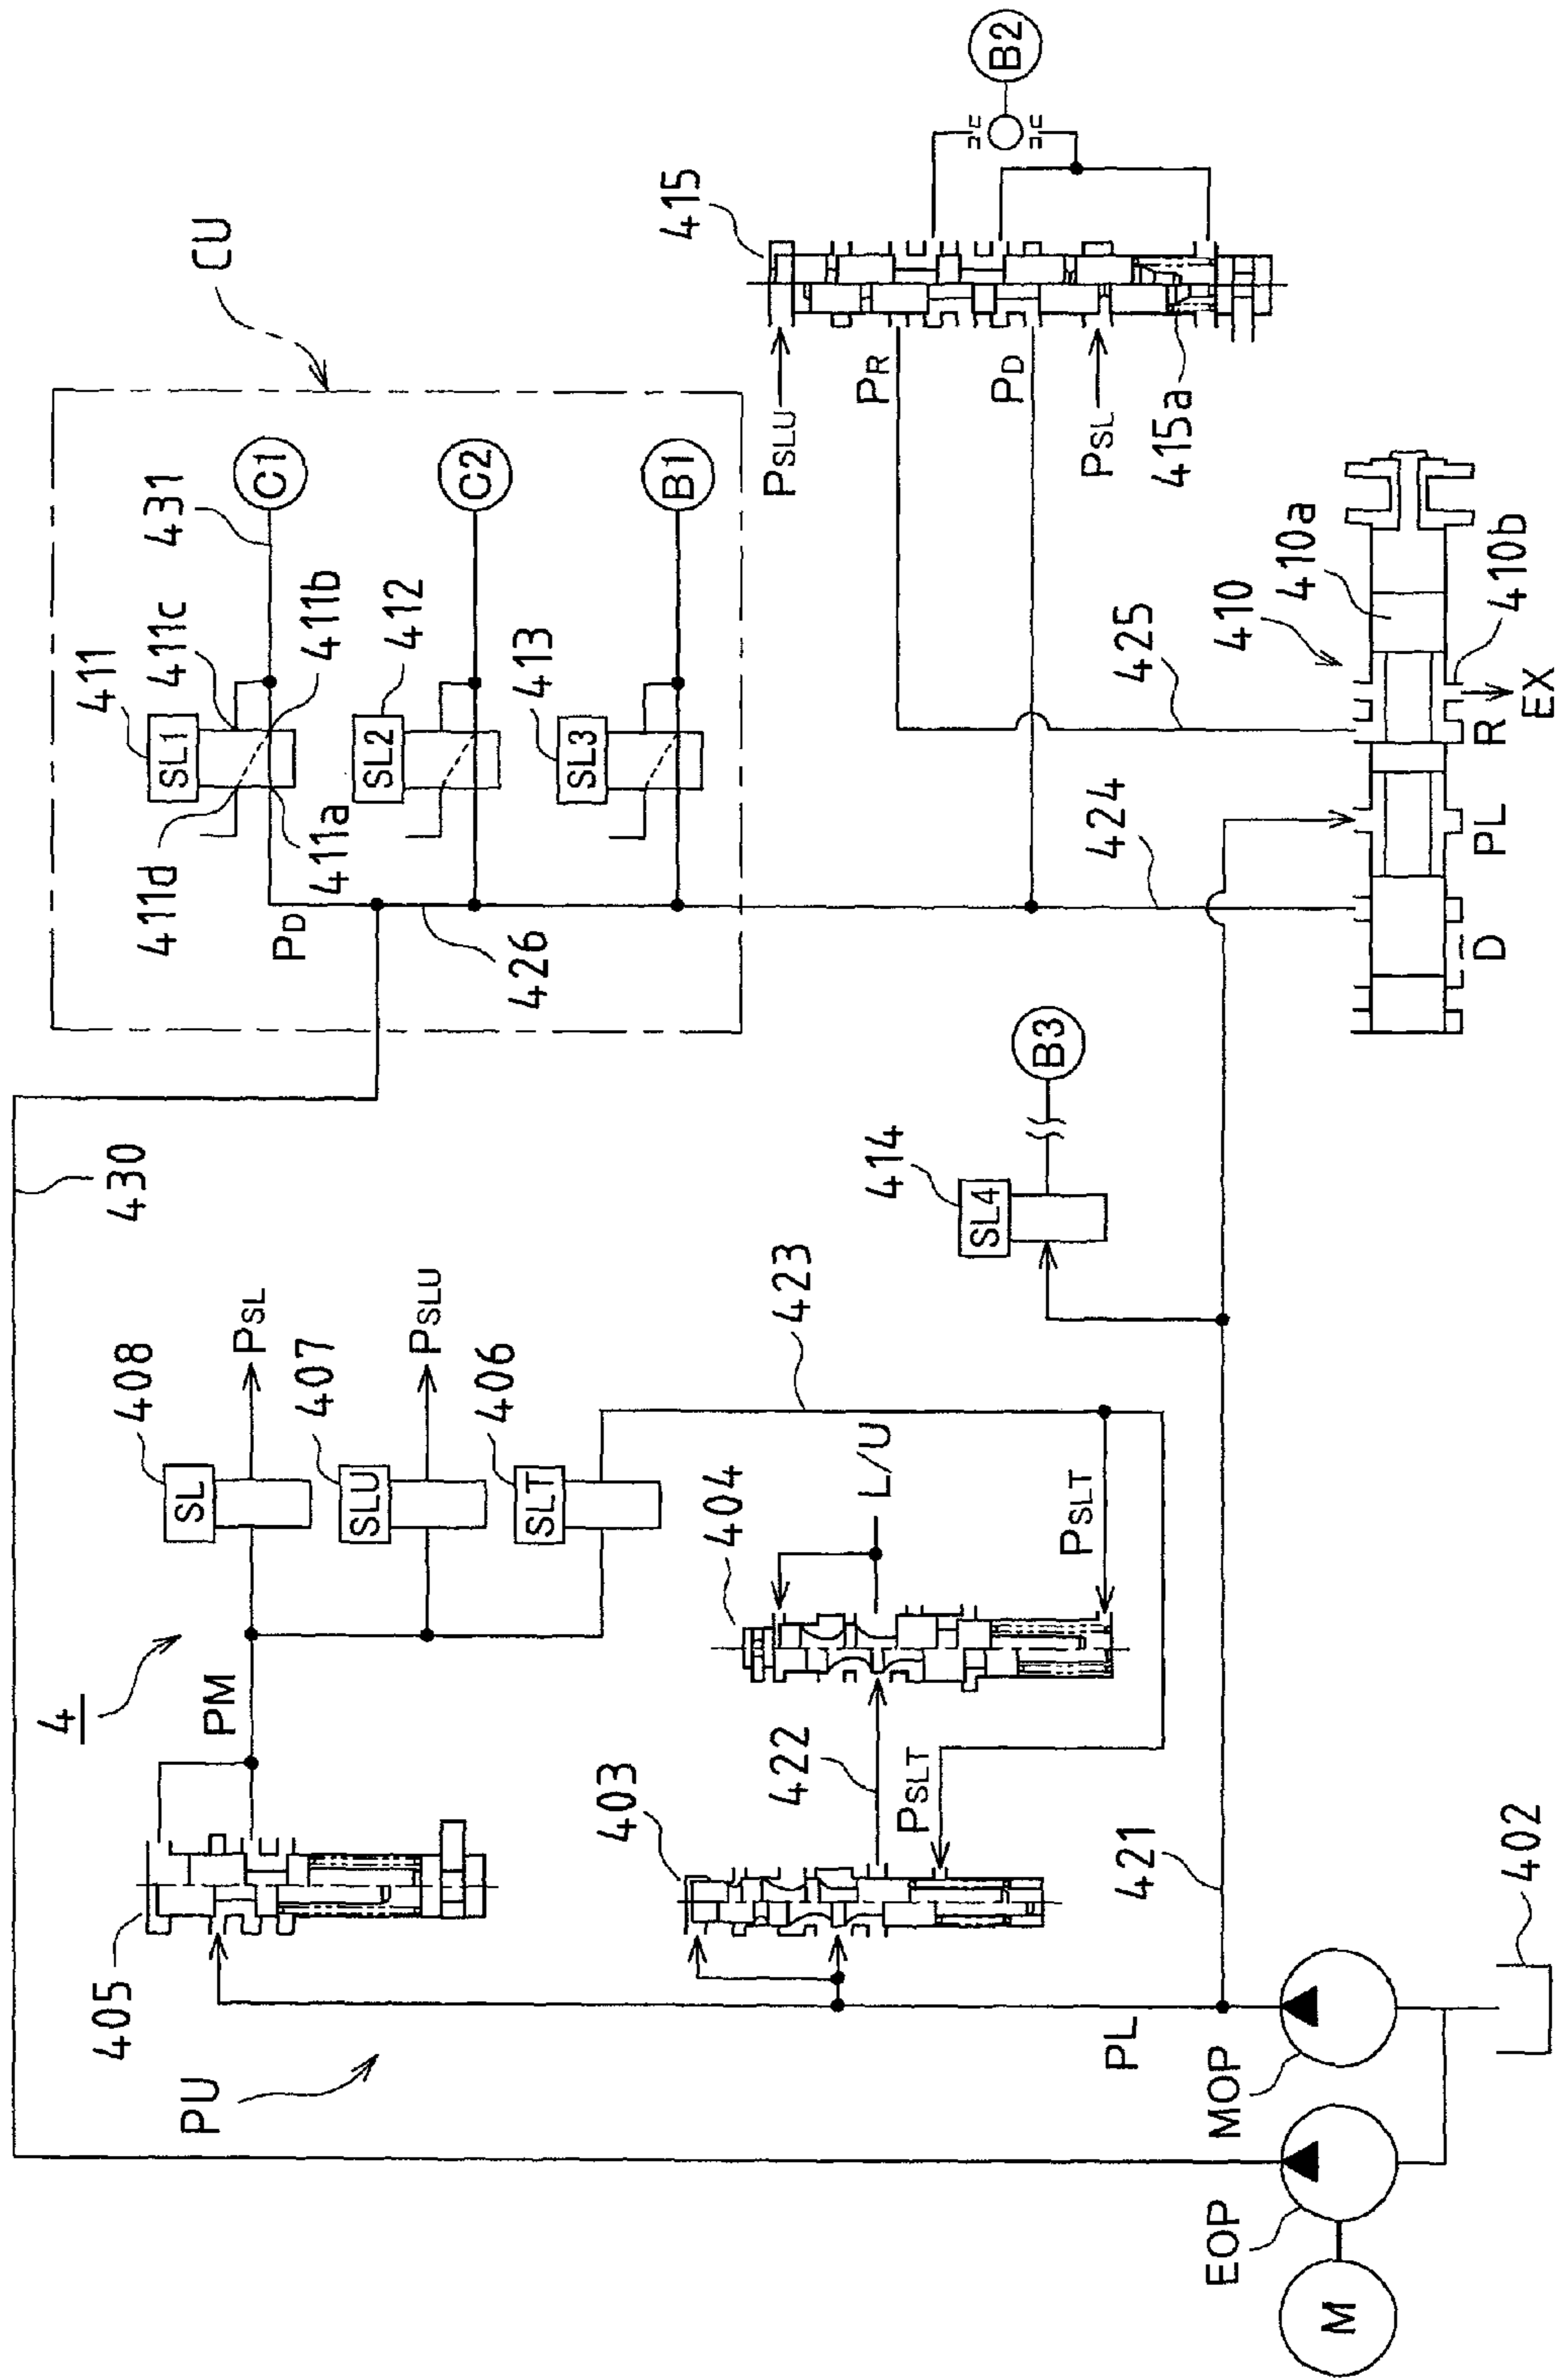 CU
411
SL1
411c
431
C1
411d
411a
411b
SL2
412
C2
SL3
413
B1
PD
426
430
415
B2
PSLU
PR
PD
PSL
415a
424
425
410
410a
410b
D
PL
R
EX
4
408
SL
PSL
407
SLU
PSLU
406
SLT
PM
405
PU
403
404
L/U
422
PSLT
PSLT
423
414
SL4
B3
421
PL
EOP
MOP
M
402